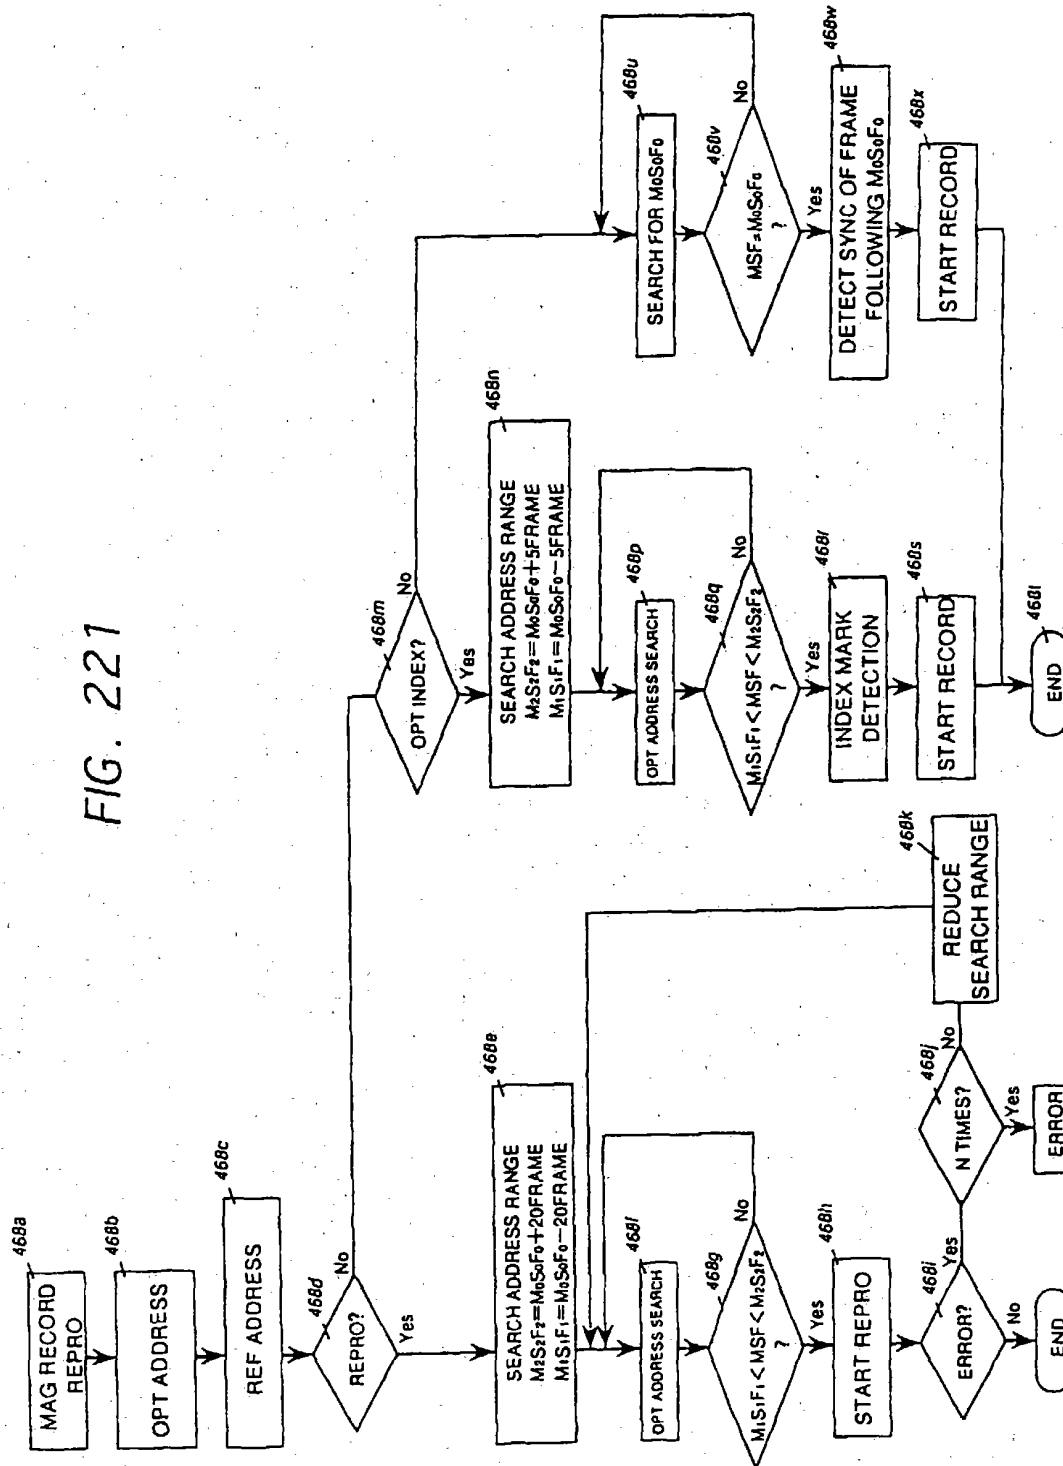 FIG. 221
468a
MAG RECORD
REPRO
468b
OPT ADDRESS
468c
REF ADDRESS
468d
REPRO?
No
Yes
468e
SEARCH ADDRESS RANGE
M2S2F2=M0S0F0+20FRAME
M1S1F1=M0S0F0-20FRAME
468f
OPT ADDRESS SEARCH
468g
M1S1F1<MSF<M2S2F2
?
No
Yes
468h
START REPRO
468i
ERROR?
Yes
No
END
468j
N TIMES?
No
Yes
ERROR
468k
REDUCE
SEARCH RANGE
468m
OPT INDEX?
No
Yes
468n
SEARCH ADDRESS RANGE
M2S2F2=M0S0F0+5FRAME
M1S1F1=M0S0F0-5FRAME
468p
OPT ADDRESS SEARCH
468q
M1S1F1<MSF<M2S2F2
?
No
Yes
468r
INDEX MARK
DETECTION
468s
START RECORD
468u
SEARCH FOR M0S0F0
468v
MSF=M0S0F0
?
No
Yes
468w
DETECT SYNC OF FRAME
FOLLOWING M0S0F0
468x
START RECORD
468l
END